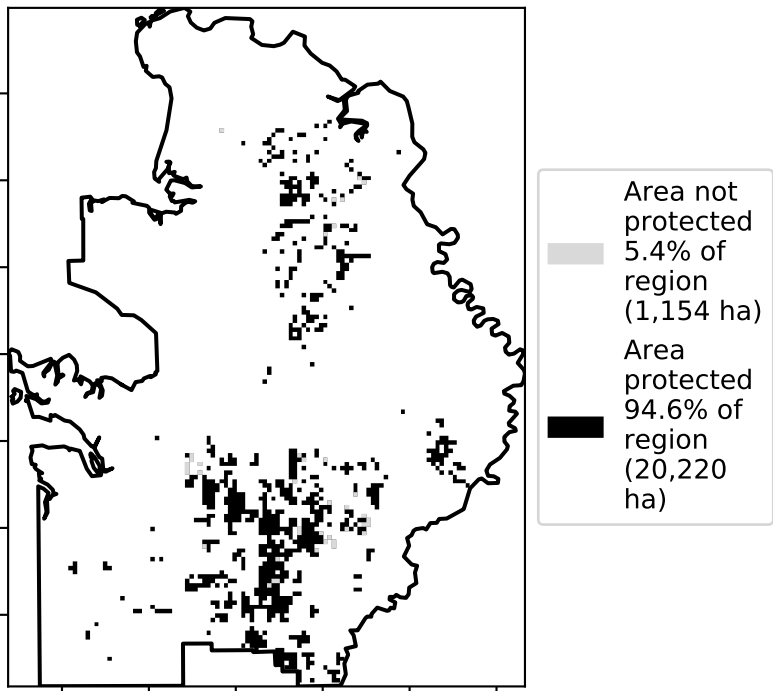 Area not
protected
5.4% of
region
(1,154 ha)
Area
protected
94.6% of
region
(20,220
ha)